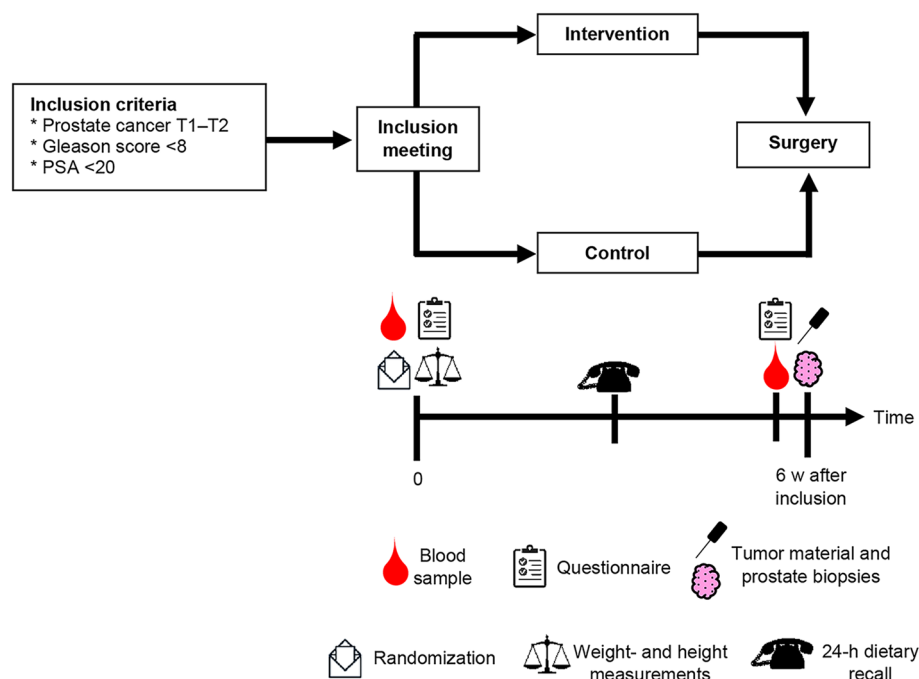 Intervention
Inclusion criteria
* Prostate cancer T1–T2
* Gleason score <8
* PSA <20
Inclusion
meeting
Surgery
Control
Time
0
6 w after
inclusion
Blood
sample
Questionnaire
Tumor material and
prostate biopsies
Randomization
Weight- and height
measurements
24-h dietary
recall